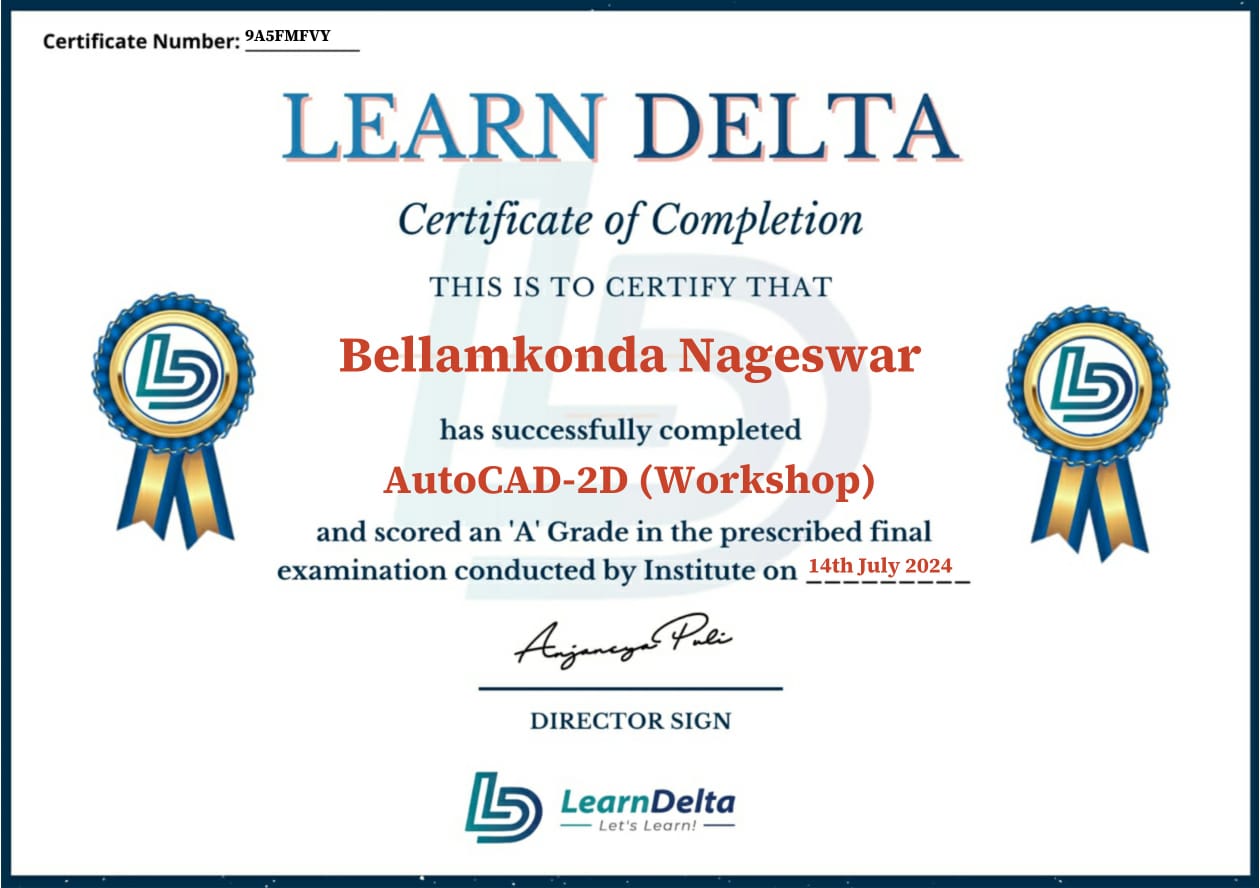 Certificate Number: 9A5FMFVY
LEARN DELTA
Certificate of Completion
THIS IS TO CERTIFY THAT
Bellamkonda Nageswar
has successfully completed
AutoCAD-2D (Workshop)
and scored an 'A' Grade in the prescribed final
examination conducted by Institute on 14th July 2024
Anjaneya Puli
DIRECTOR SIGN
LearnDelta
Let's Learn!